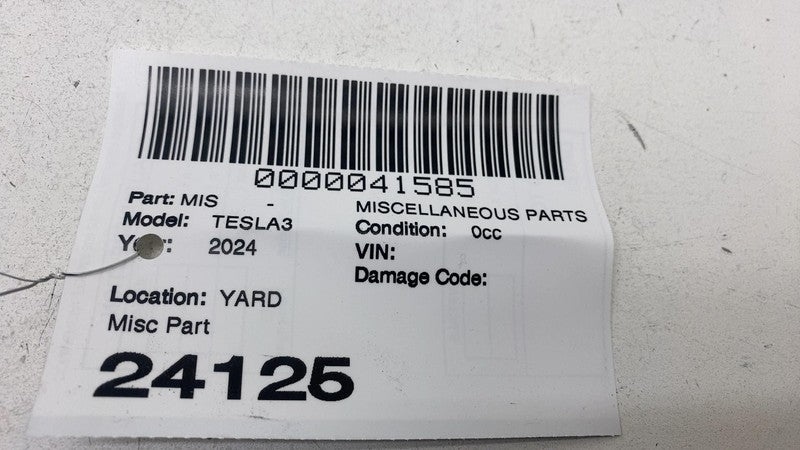 0000041585
Part: MIS - MISCELLANEOUS PARTS
Model: TESLA3 Condition: 0cc
2024 VIN:
Damage Code:
Location: YARD
Misc Part
24125